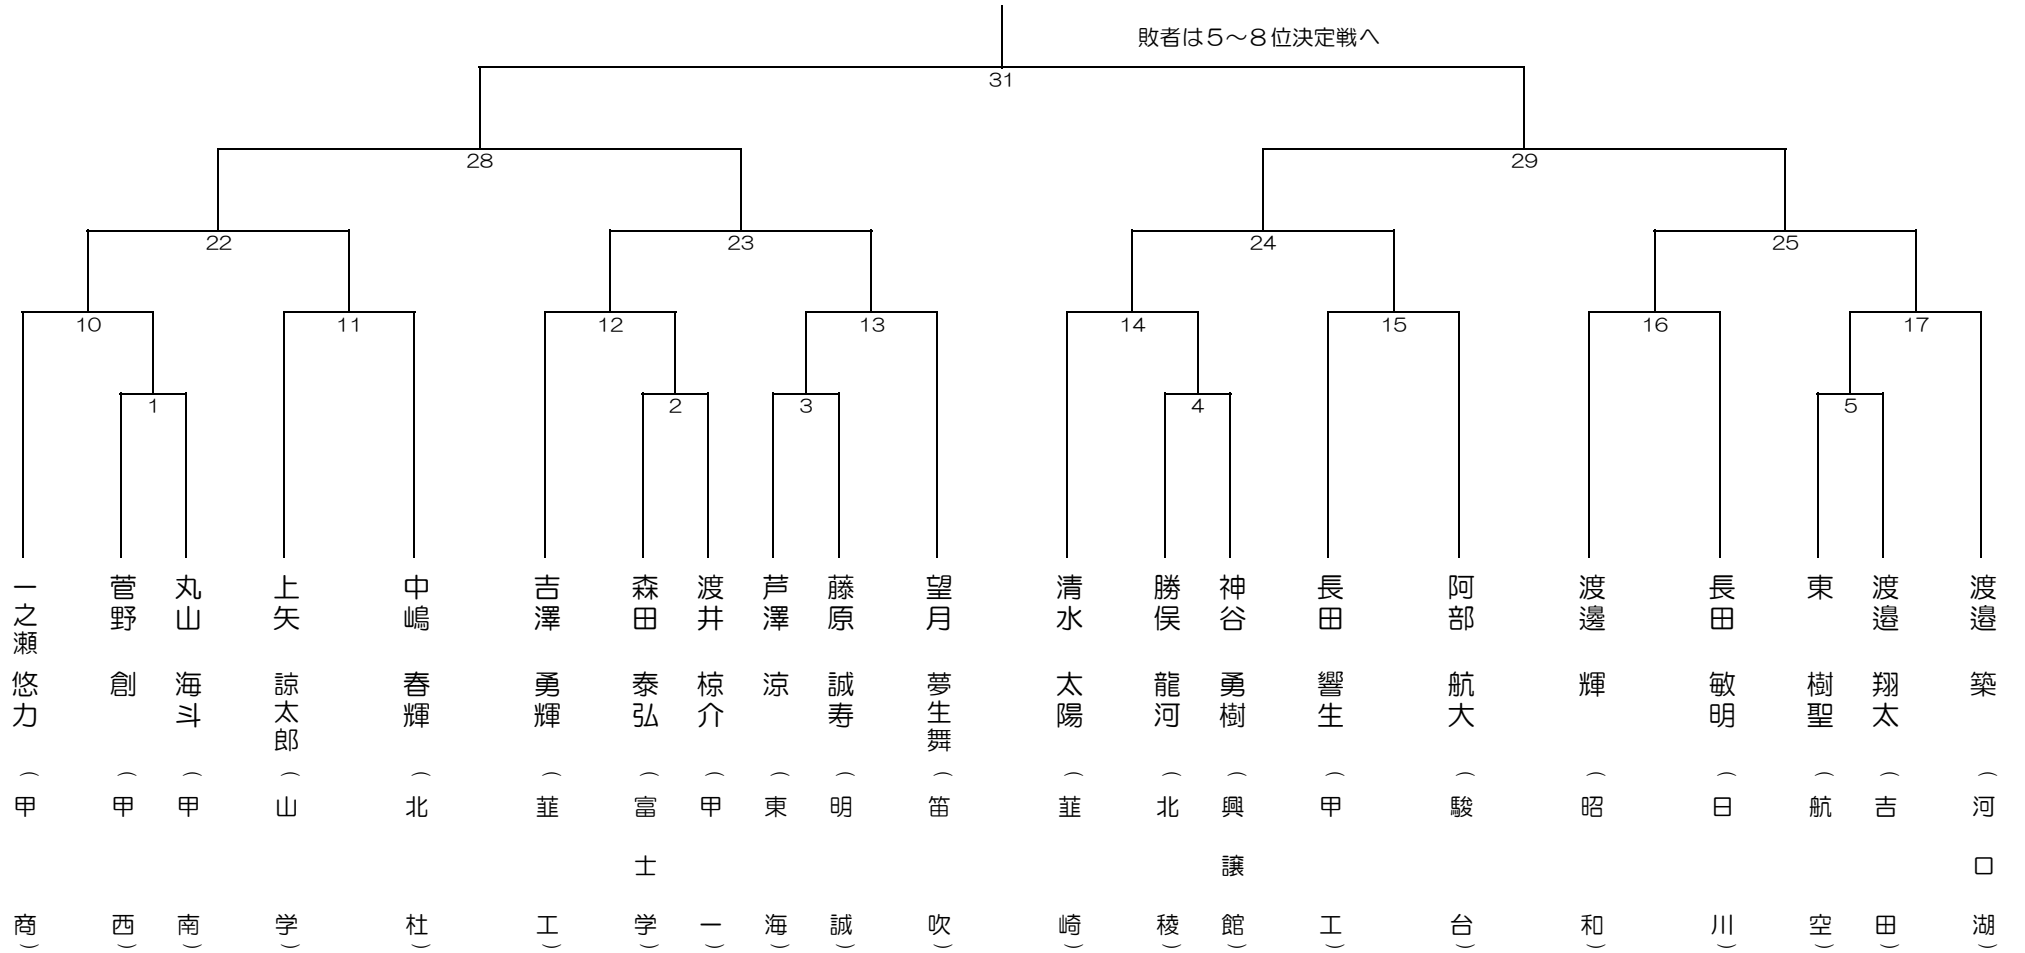 敗者は５～８位決定戦へ
31
28
29
22
23
24
25
10
11
12
13
14
15
16
17
1
2
3
4
5
一之瀬 悠力（甲商）
菅野 創（甲西）
丸山 海斗（甲南）
上矢 諒太郎（山学）
中嶋 春輝（北杜）
吉澤 勇輝（韮工）
森田 泰弘（富士学）
渡井 椋介（甲一）
芦澤 涼（東海）
藤原 誠寿（明誠）
望月 夢生舞（笛吹）
清水 太陽（韮崎）
勝俣 龍河（北稜）
神谷 勇樹（興譲館）
長田 響生（甲工）
阿部 航大（駿台）
渡邊 輝（昭和）
長田 敏明（日川）
東 樹聖（航空）
渡邉 翔太（吉田）
渡邉 築（河口湖）